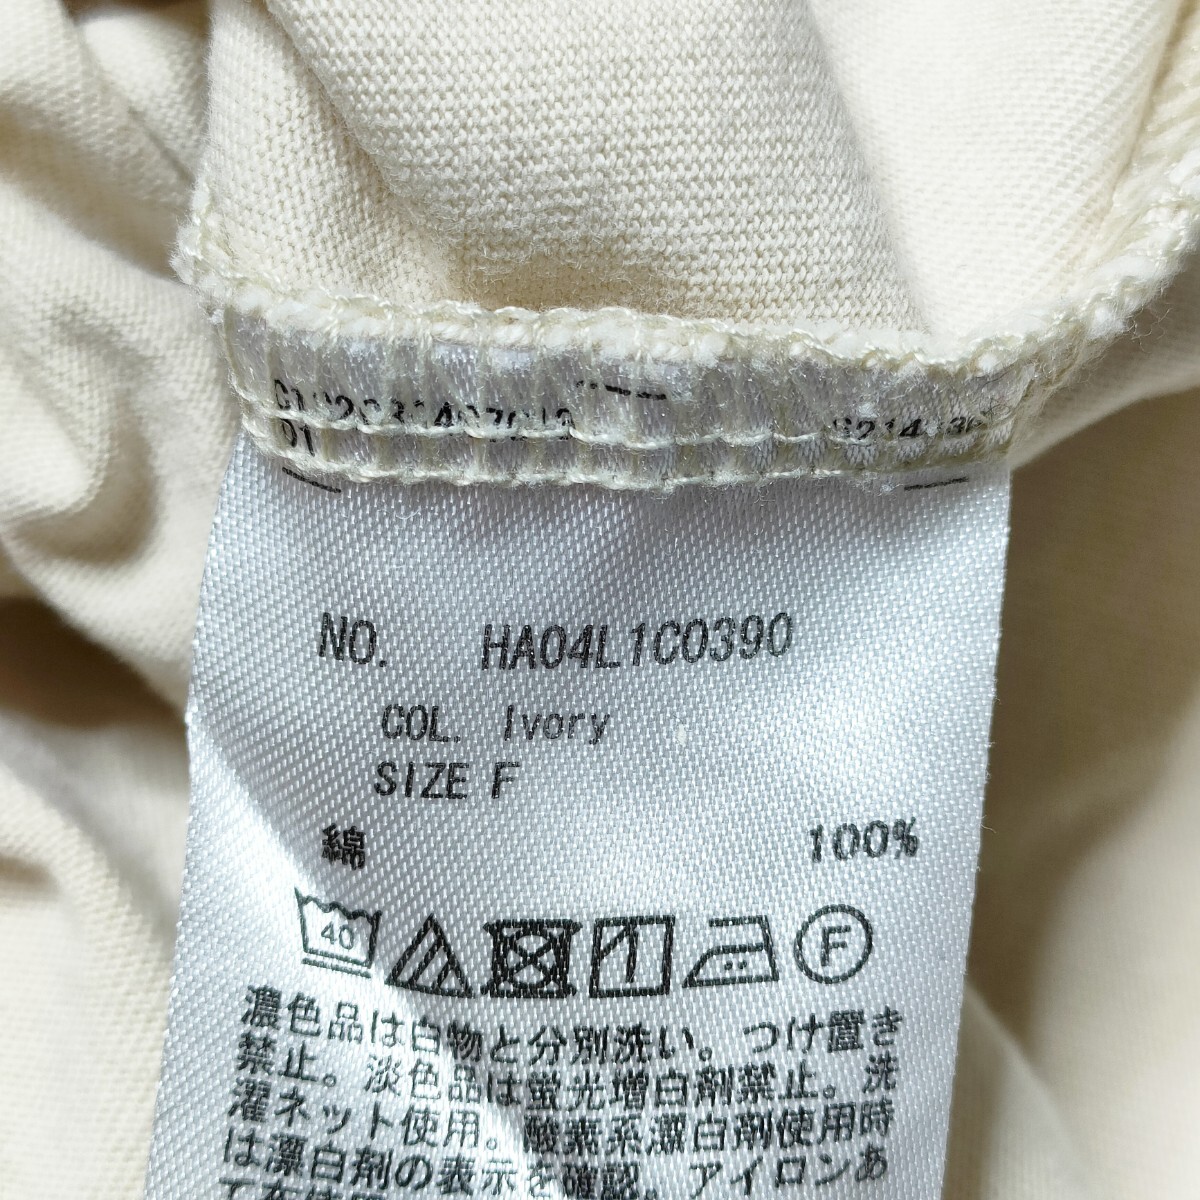 01
NO. HA04L1C0390
COL. Ivory
SIZE F
綿 100%
40 F
濃色品は白物と分別洗い。つけ置き
禁止。淡色品は蛍光増白剤禁止。洗
濯ネット使用。酸素系漂白剤使用時
は漂白剤の表示を確認。アイロンあ